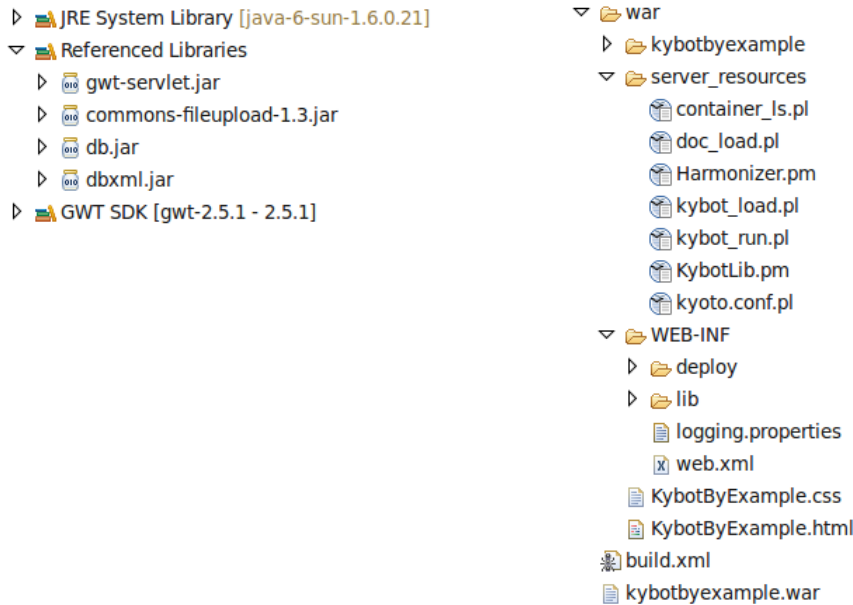 JRE System Library [java-6-sun-1.6.0.21]
Referenced Libraries
gwt-servlet.jar
commons-fileupload-1.3.jar
db.jar
dbxml.jar
GWT SDK [gwt-2.5.1 - 2.5.1]
war
kybotbyexample
server_resources
container_ls.pl
doc_load.pl
Harmonizer.pm
kybot_load.pl
kybot_run.pl
KybotLib.pm
kyoto.conf.pl
WEB-INF
deploy
lib
logging.properties
web.xml
KybotByExample.css
KybotByExample.html
build.xml
kybotbyexample.war